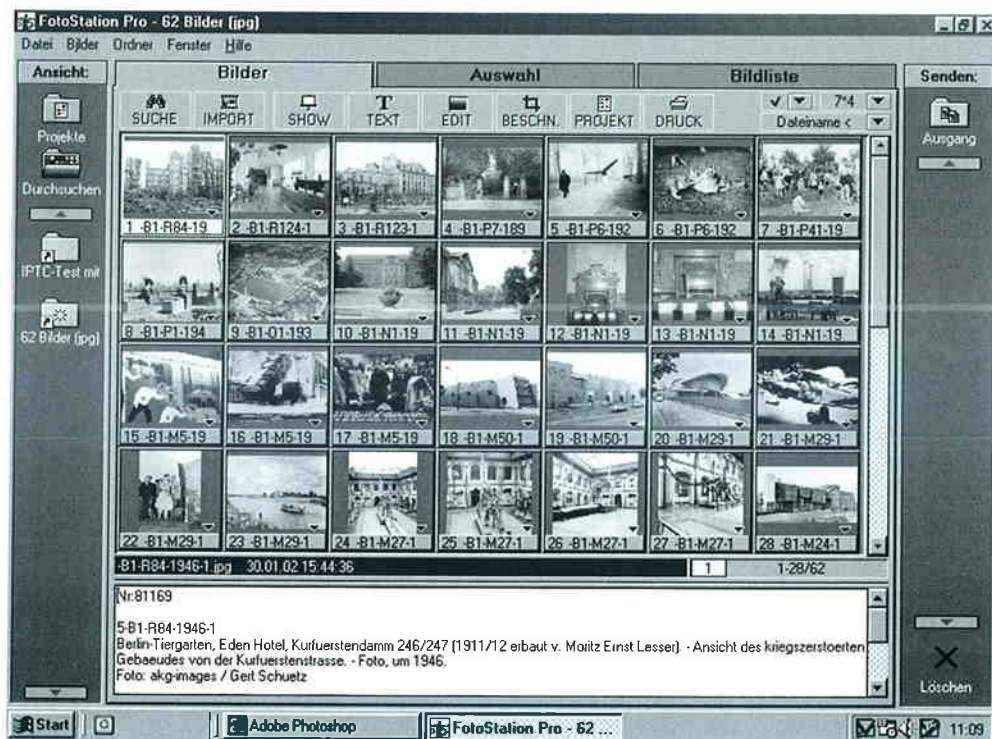 FotoStation Pro - 62 Bilder (jpg)
Datei Bilder Ordner Fenster Hilfe
Ansicht: Bilder Auswahl Bildliste Senden:
SUCHE IMPORT SHOW TEXT EDIT BESCHN. PROJEKT DRUCK 7*4
Dateiname <
Projekte
Durchsuchen
IPTC-Test mit
62 Bilder (jpg)
Ausgang
1 -B1-R84-19 2 -B1-R124-1 3 -B1-R123-1 4 -B1-P7-189 5 -B1-P6-192 6 -B1-P6-192 7 -B1-P41-19
8 -B1-P1-194 9 -B1-O1-193 10 -B1-N1-19 11 -B1-N1-19 12 -B1-N1-19 13 -B1-N1-19 14 -B1-N1-19
15 -B1-M5-19 16 -B1-M5-19 17 -B1-M5-19 18 -B1-M50-1 19 -B1-M50-1 20 -B1-M29-1 21 -B1-M29-1
22 -B1-M29-1 23 -B1-M29-1 24 -B1-M27-1 25 -B1-M27-1 26 -B1-M27-1 27 -B1-M27-1 28 -B1-M24-1
-B1-R84-1946-1.jpg 30.01.02 15:44:36 1 1-28/62
Nr:81169
5-B1-R84-1946-1
Berlin-Tiergarten, Eden Hotel, Kurfuerstendamm 246/247 (1911/12 erbaut v. Moritz Ernst Lesser). - Ansicht des kriegszerstoerten
Gebaeudes von der Kurfuerstenstrasse. - Foto, um 1946.
Foto: akg-images / Gert Schuetz
Löschen
Start Adobe Photoshop FotoStation Pro - 62 ... 11:09